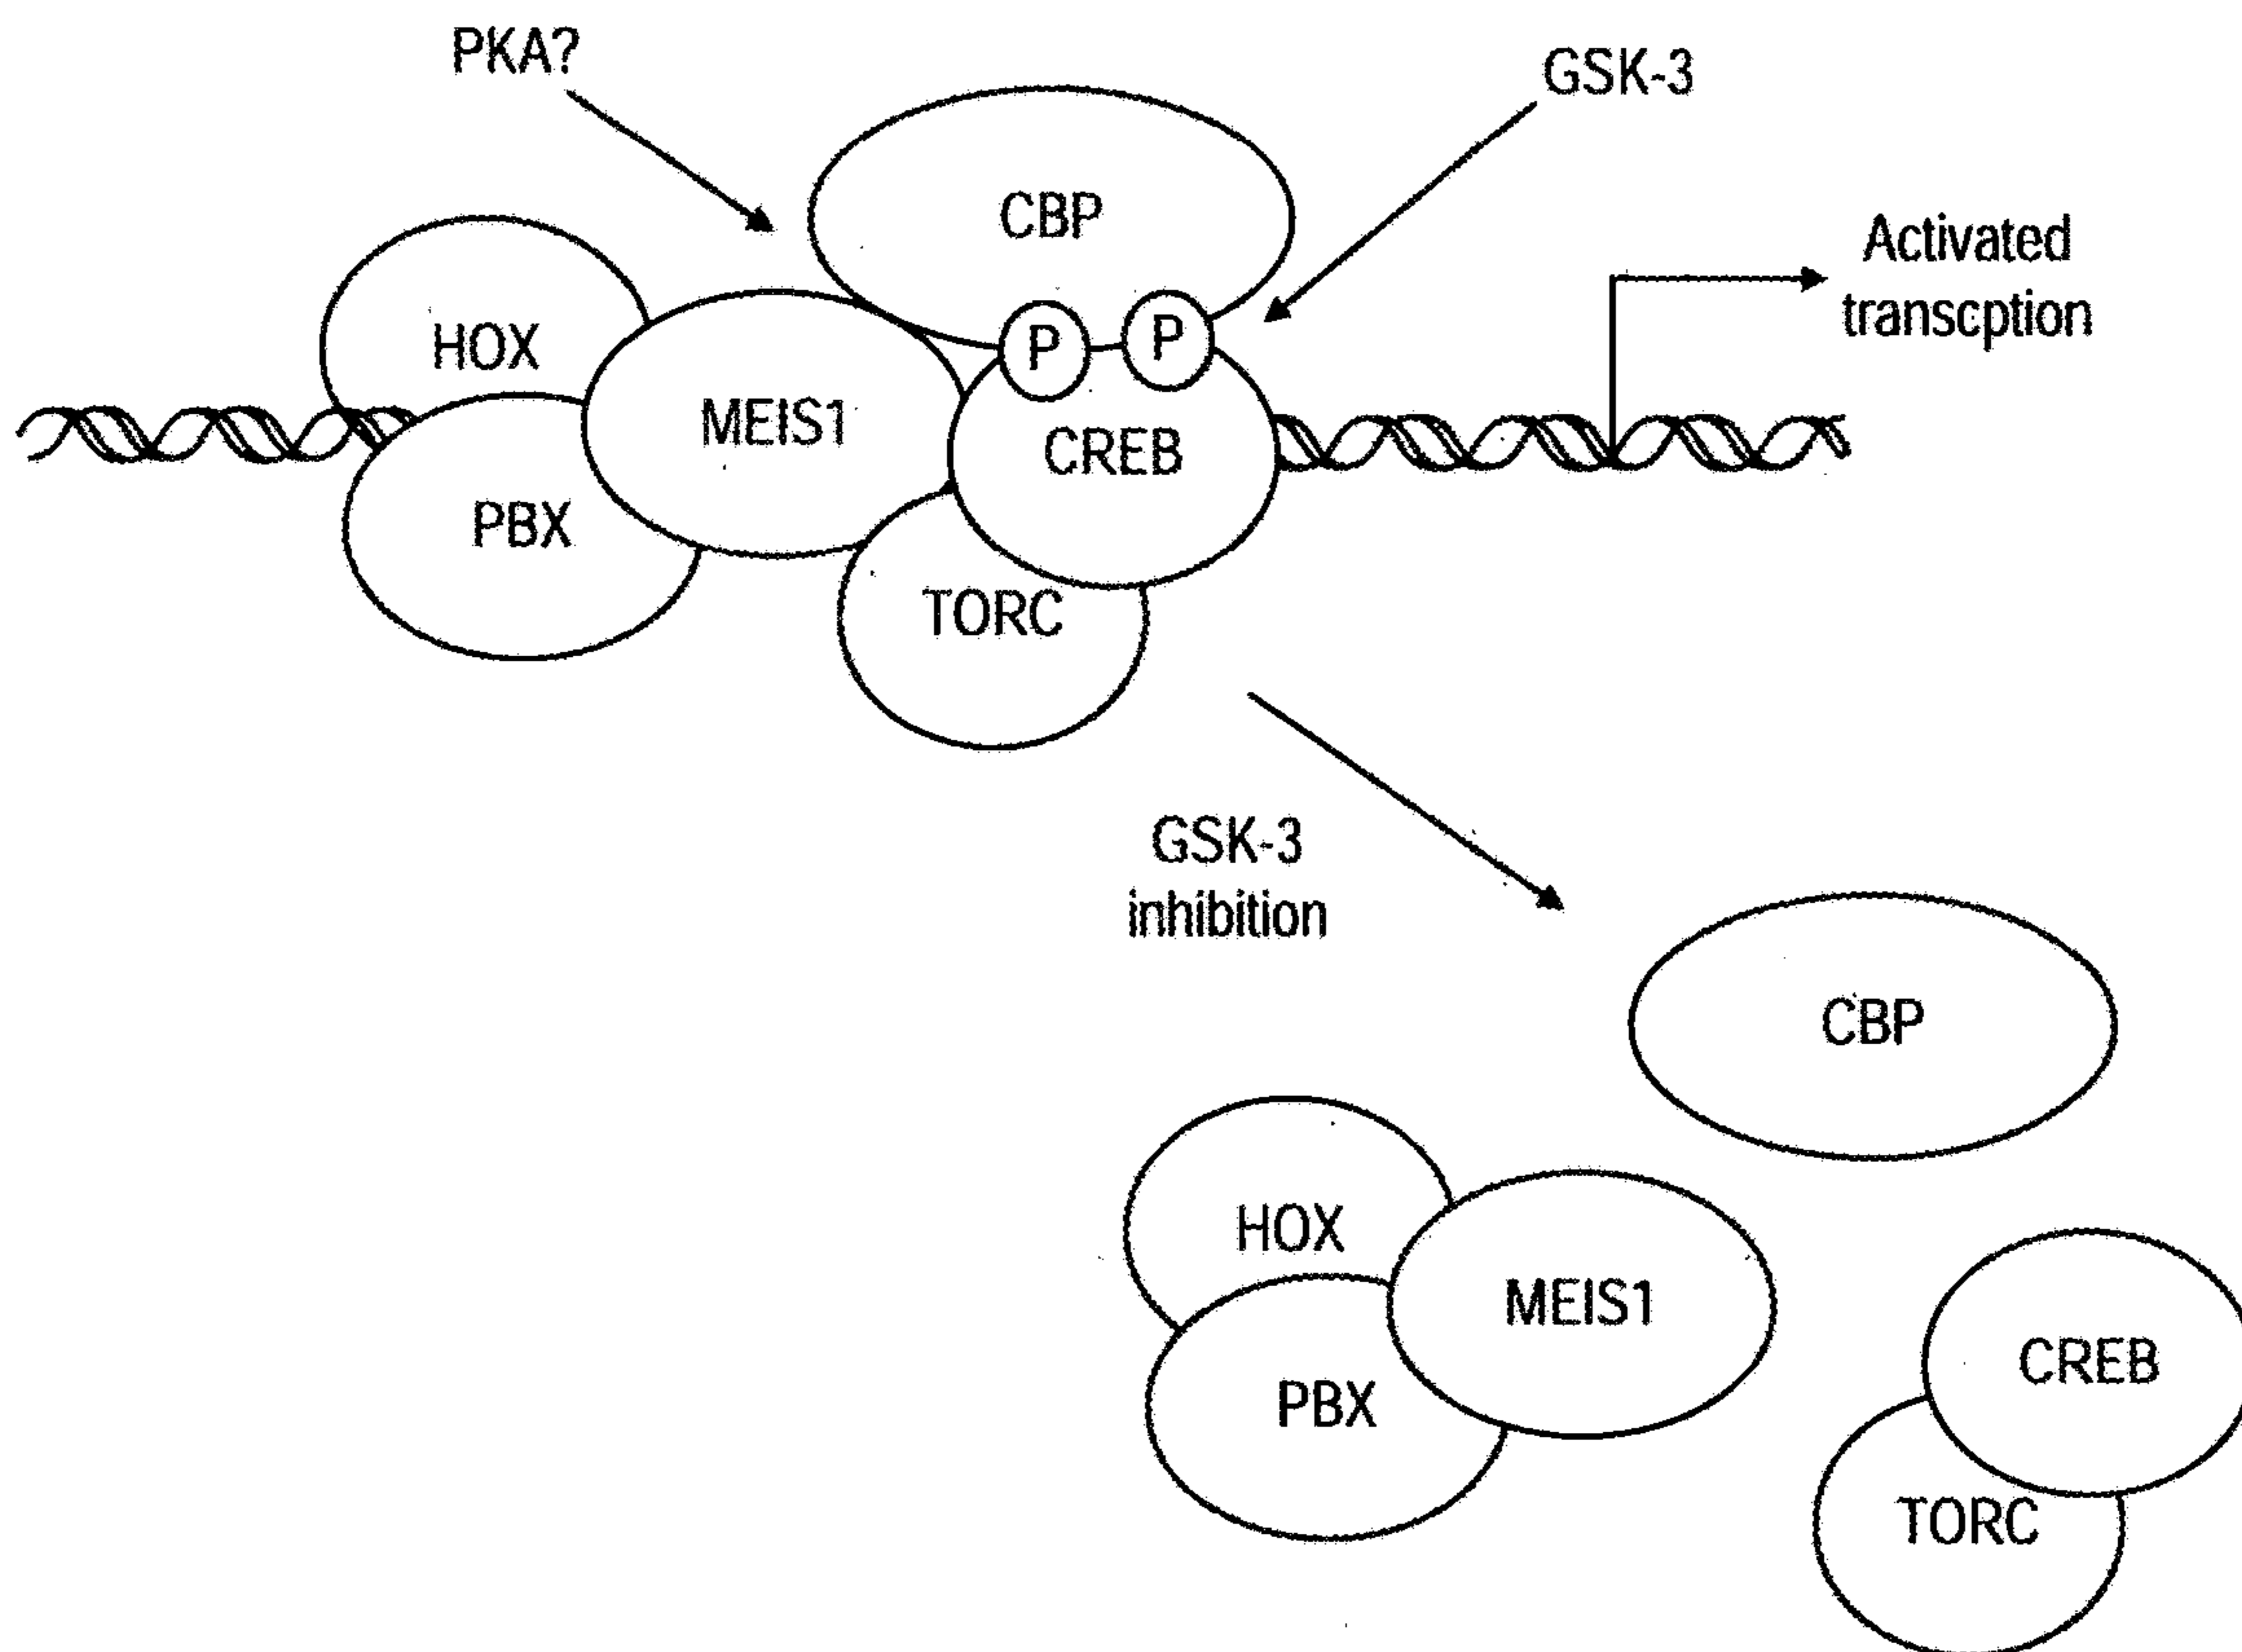 PKA?
GSK-3
CBP
Activated
transcption
HOX
P
P
MEIS1
CREB
PBX
TORC
GSK-3
inhibition
CBP
HOX
MEIS1
CREB
PBX
TORC